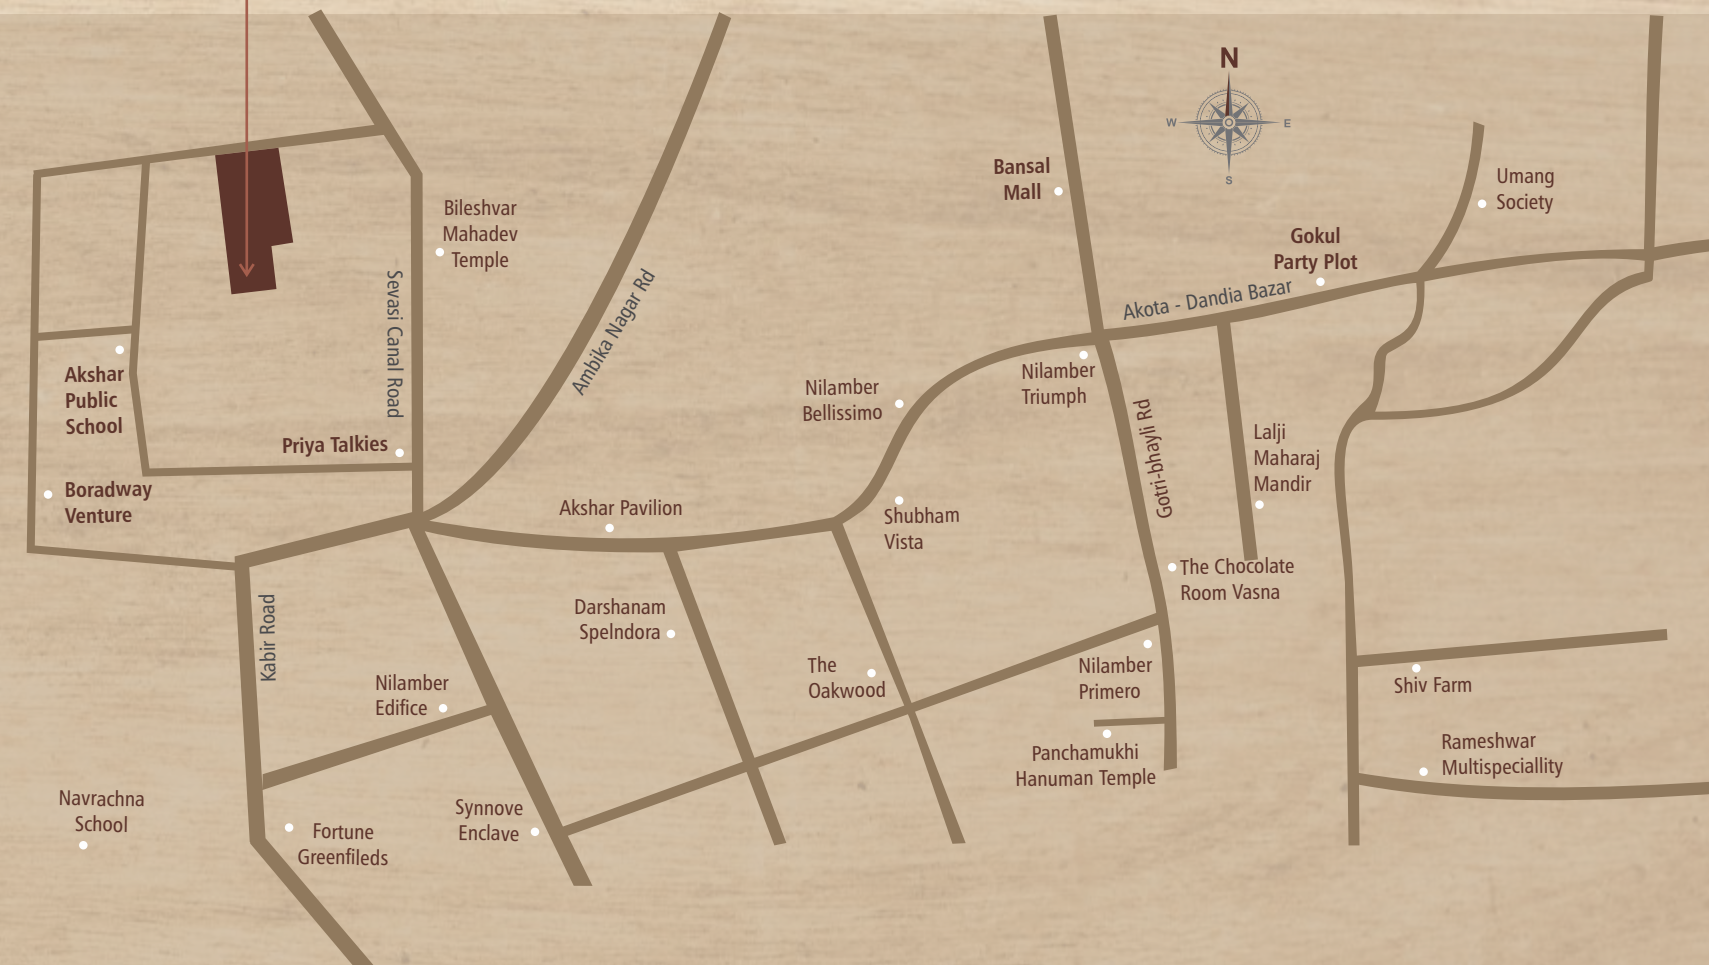 N
W
E
S
Bansal
Mall
Umang
Society
Gokul
Party Plot
Bileshvar
Mahadev
Temple
Sevasi Canal Road
Ambika Nagar Rd
Akota - Dandia Bazar
Akshar
Public
School
Nilamber
Bellissimo
Nilamber
Triumph
Gotri-bhayli Rd
Priya Talkies
Lalji
Maharaj
Mandir
Boradway
Venture
Akshar Pavilion
Shubham
Vista
The Chocolate
Room Vasna
Kabir Road
Darshanam
Spelndora
Nilamber
Edifice
The
Oakwood
Nilamber
Primero
Shiv Farm
Panchamukhi
Hanuman Temple
Rameshwar
Multispeciallity
Navrachna
School
Fortune
Greenfileds
Synnove
Enclave